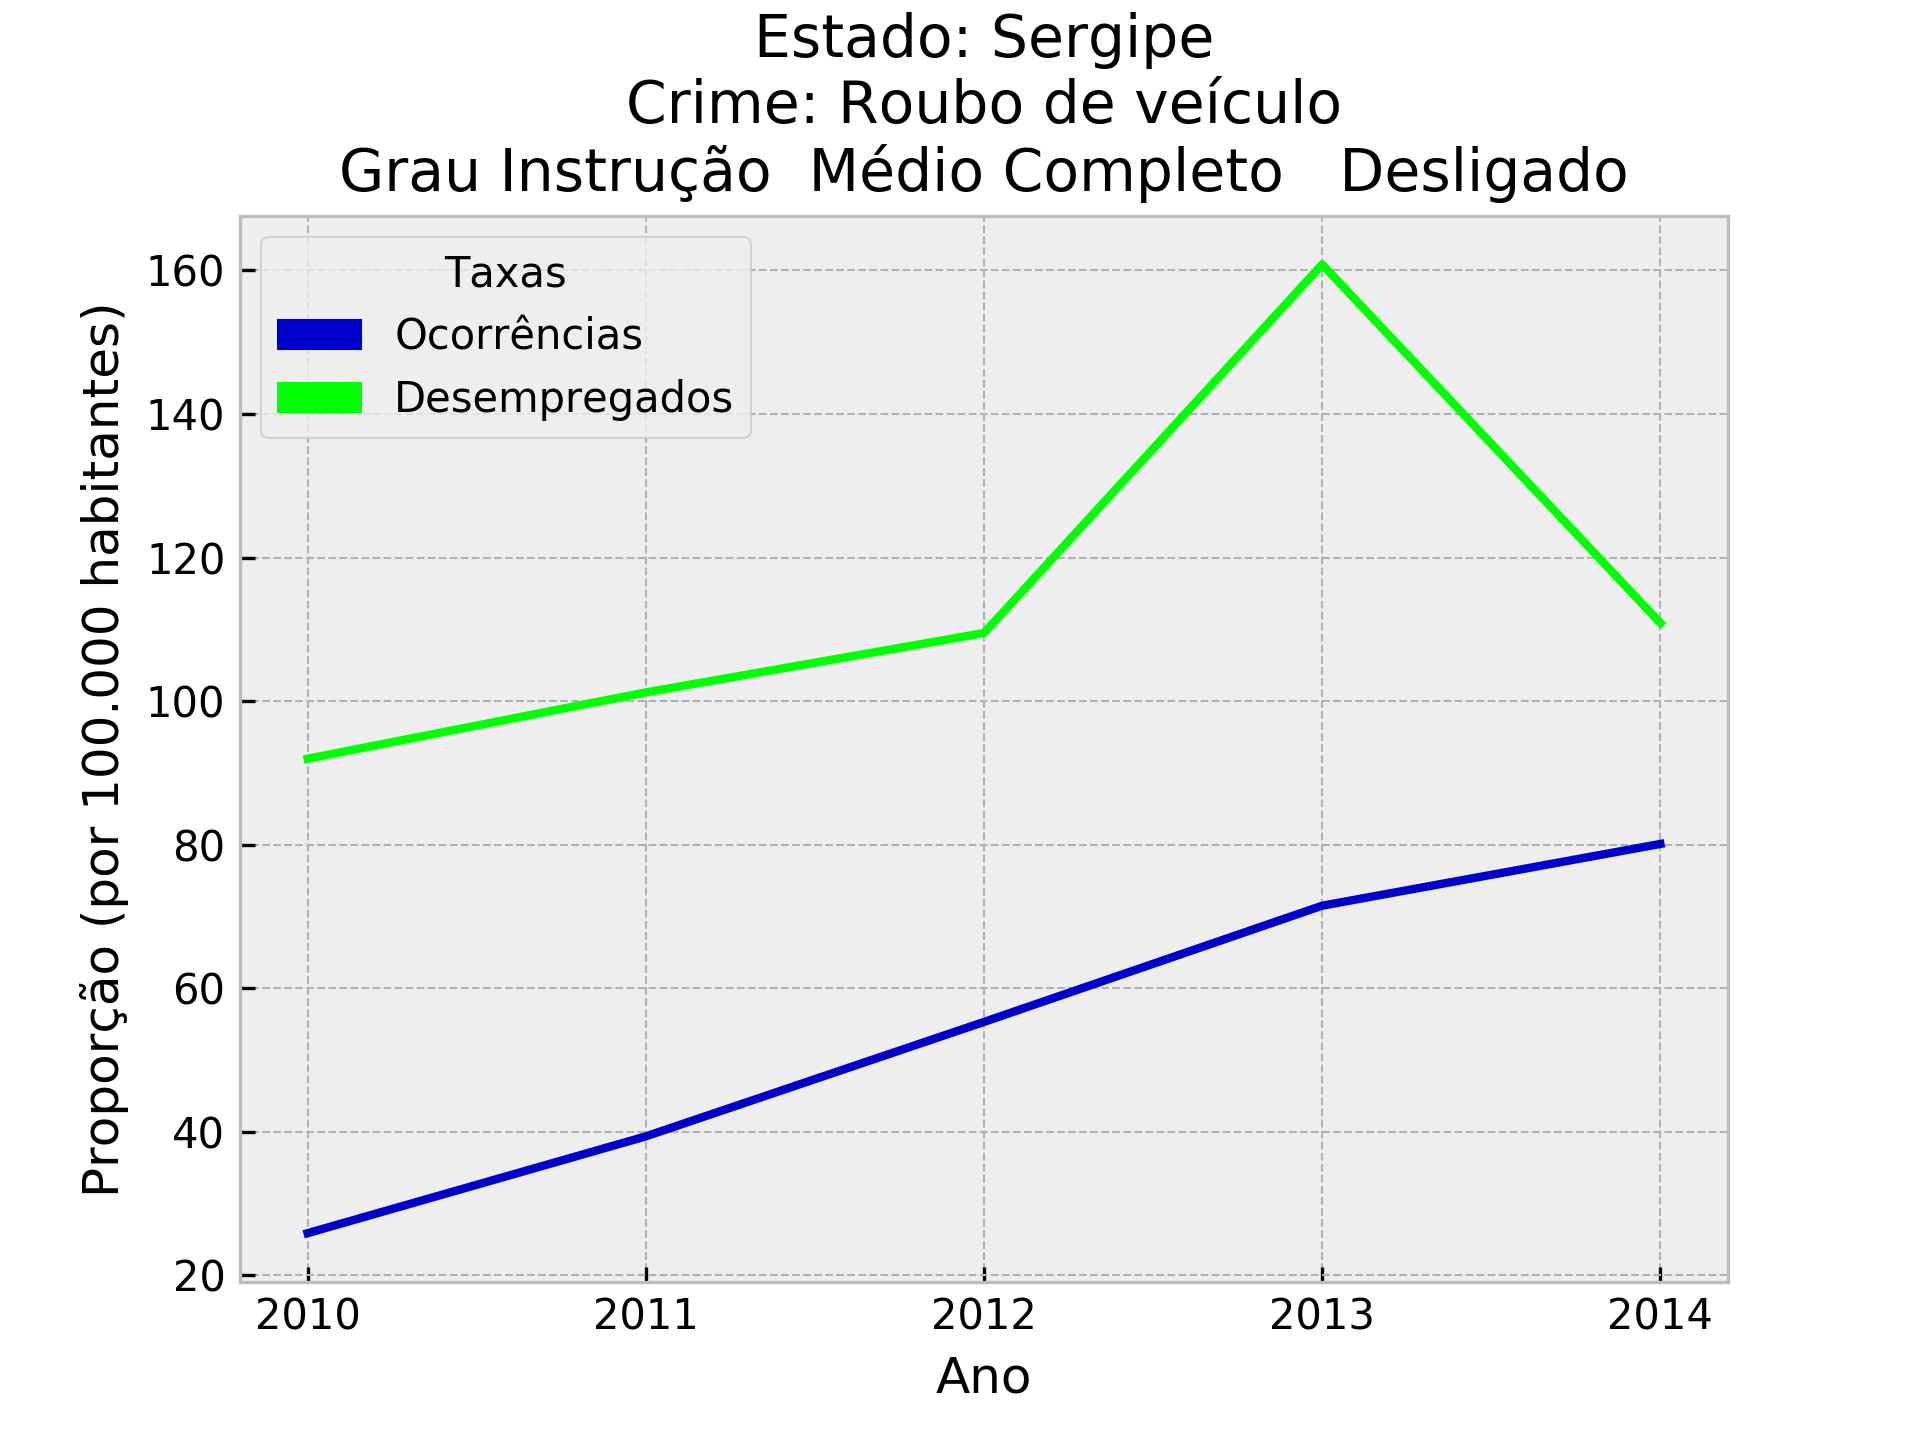 Estado: Sergipe
Crime: Roubo de veículo
Grau Instrução  Médio Completo   Desligado
Proporção (por 100.000 habitantes)
160
140
120
100
80
60
40
20
Taxas
Ocorrências
Desempregados
2010 2011 2012 2013 2014
Ano